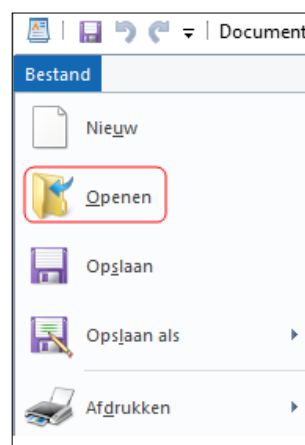 Document
Bestand
Nieuw
Openen
Opslaan
Opslaan als
Afdrukken